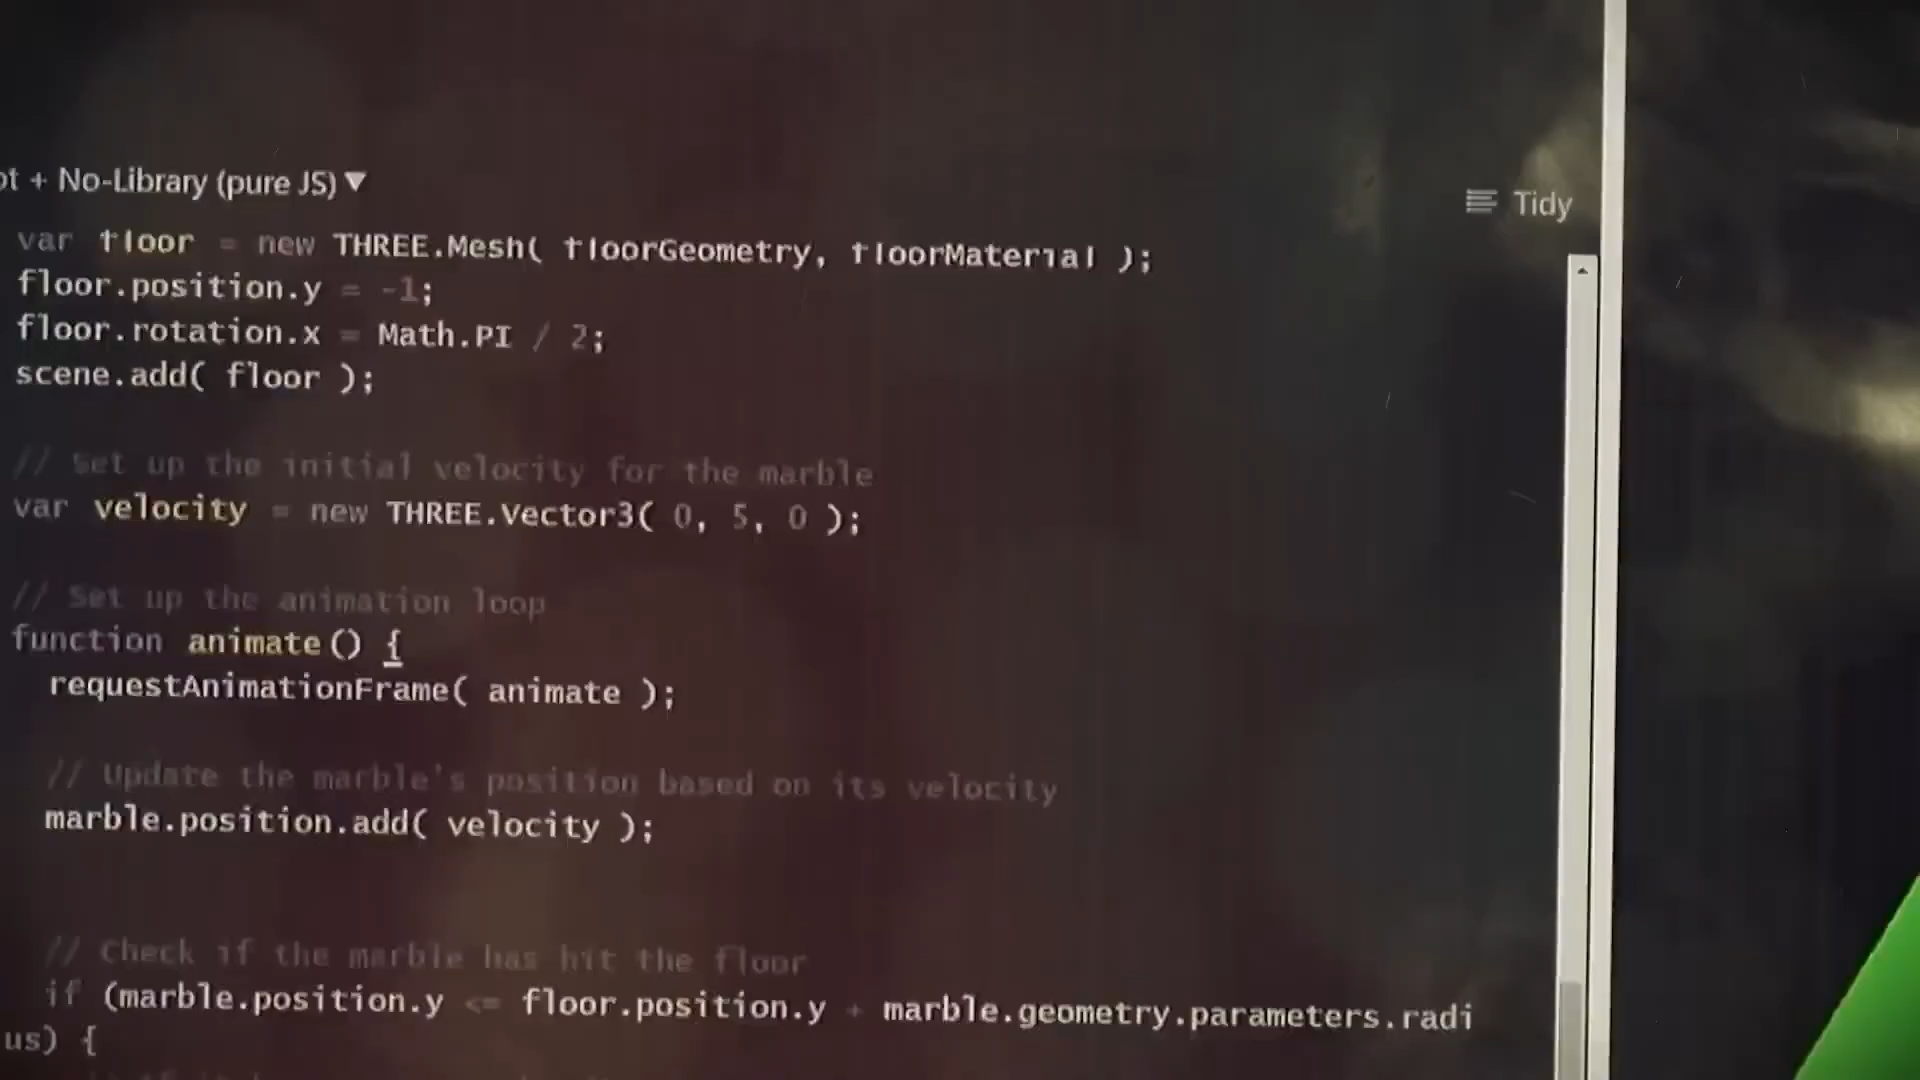 + No-Library (pure JS) ▼
Tidy
var floor = new THREE.Mesh( floorGeometry, floorMaterial );
floor.position.y = -1;
floor.rotation.x = Math.PI / 2;
scene.add( floor );
// Set up the initial velocity for the marble
var velocity = new THREE.Vector3( 0, 5, 0 );
// Set up the animation loop
function animate() {
requestAnimationFrame( animate );
// Update the marble's position based on its velocity
marble.position.add( velocity );
// Check if the marble has hit the floor
if (marble.position.y <= floor.position.y + marble.geometry.parameters.radi
us) {